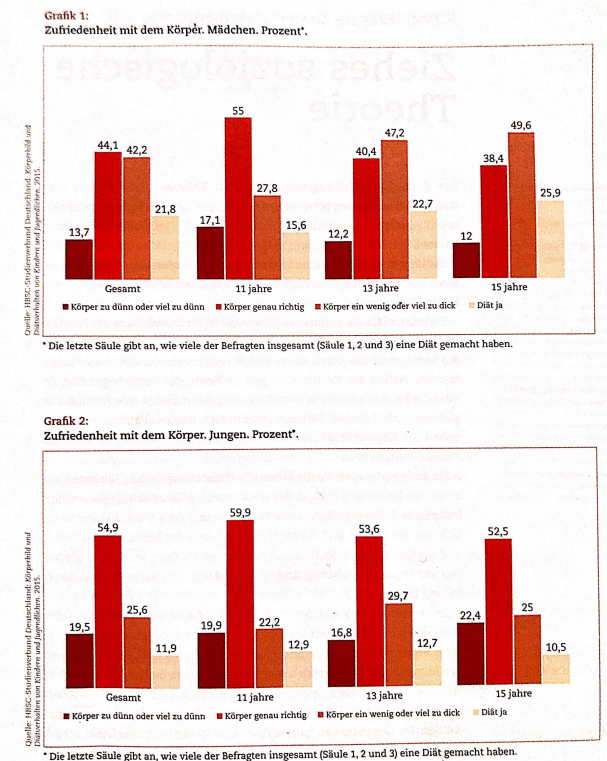 Grafik 1:
Zufriedenheit mit dem Körper. Mädchen. Prozent*.
Quelle: HBSC-Studienverbund Deutschland: Körperbild und
Diätverhalten von Kindern und Jugendlichen. 2015.
13,7 44,1 42,2 21,8
17,1 55 27,8 15,6
12,2 40,4 47,2 22,7
12 38,4 49,6 25,9
Gesamt 11 jahre 13 jahre 15 jahre
Körper zu dünn oder viel zu dünn Körper genau richtig Körper ein wenig oder viel zu dick Diät ja
* Die letzte Säule gibt an, wie viele der Befragten insgesamt (Säule 1, 2 und 3) eine Diät gemacht haben.
Grafik 2:
Zufriedenheit mit dem Körper. Jungen. Prozent*.
Quelle: HBSC-Studienverbund Deutschland: Körperbild und
Diätverhalten von Kindern und Jugendlichen. 2015.
19,5 54,9 25,6 11,9
19,9 59,9 22,2 12,9
16,8 53,6 29,7 12,7
22,4 52,5 25 10,5
Gesamt 11 jahre 13 jahre 15 jahre
Körper zu dünn oder viel zu dünn Körper genau richtig Körper ein wenig oder viel zu dick Diät ja
* Die letzte Säule gibt an, wie viele der Befragten insgesamt (Säule 1, 2 und 3) eine Diät gemacht haben.
Ziehes sozjologische
Theorie